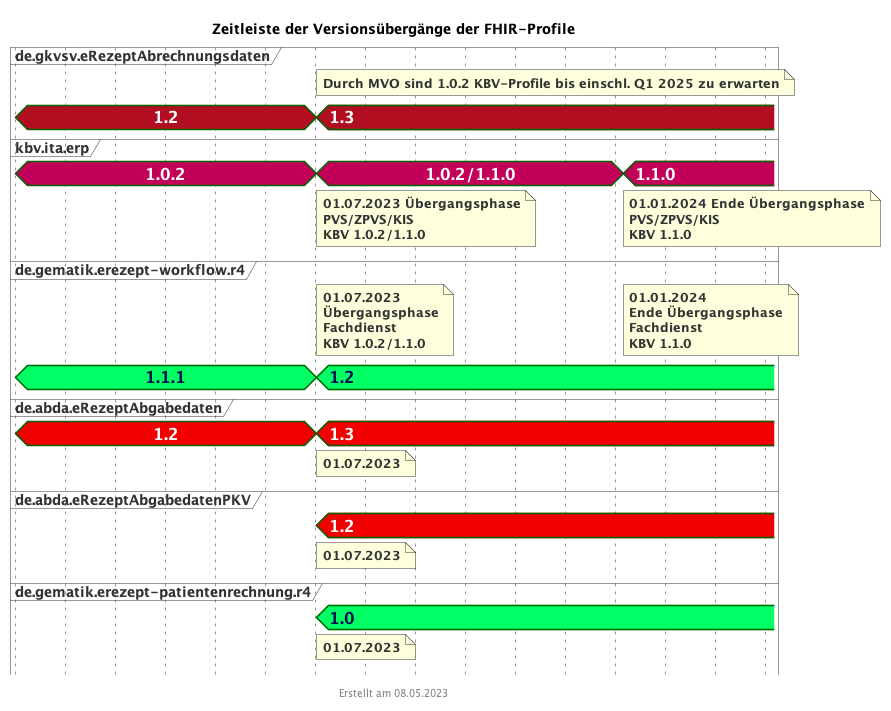 Zeitleiste der Versionsübergänge der FHIR-Profile
de.gkvsv.eRezeptAbrechnungsdaten
Durch MVO sind 1.0.2 KBV-Profile bis einschl. Q1 2025 zu erwarten
1.2
1.3
kbv.ita.erp
1.0.2
1.0.2/1.1.0
1.1.0
01.07.2023 Übergangsphase
PVS/ZPVS/KIS
KBV 1.0.2/1.1.0
01.01.2024 Ende Übergangsphase
PVS/ZPVS/KIS
KBV 1.1.0
de.gematik.erezept-workflow.r4
01.07.2023
Übergangsphase
Fachdienst
KBV 1.0.2/1.1.0
01.01.2024
Ende Übergangsphase
Fachdienst
KBV 1.1.0
1.1.1
1.2
de.abda.eRezeptAbgabedaten
1.2
1.3
01.07.2023
de.abda.eRezeptAbgabedatenPKV
1.2
01.07.2023
de.gematik.erezept-patientenrechnung.r4
1.0
01.07.2023
Erstellt am 08.05.2023